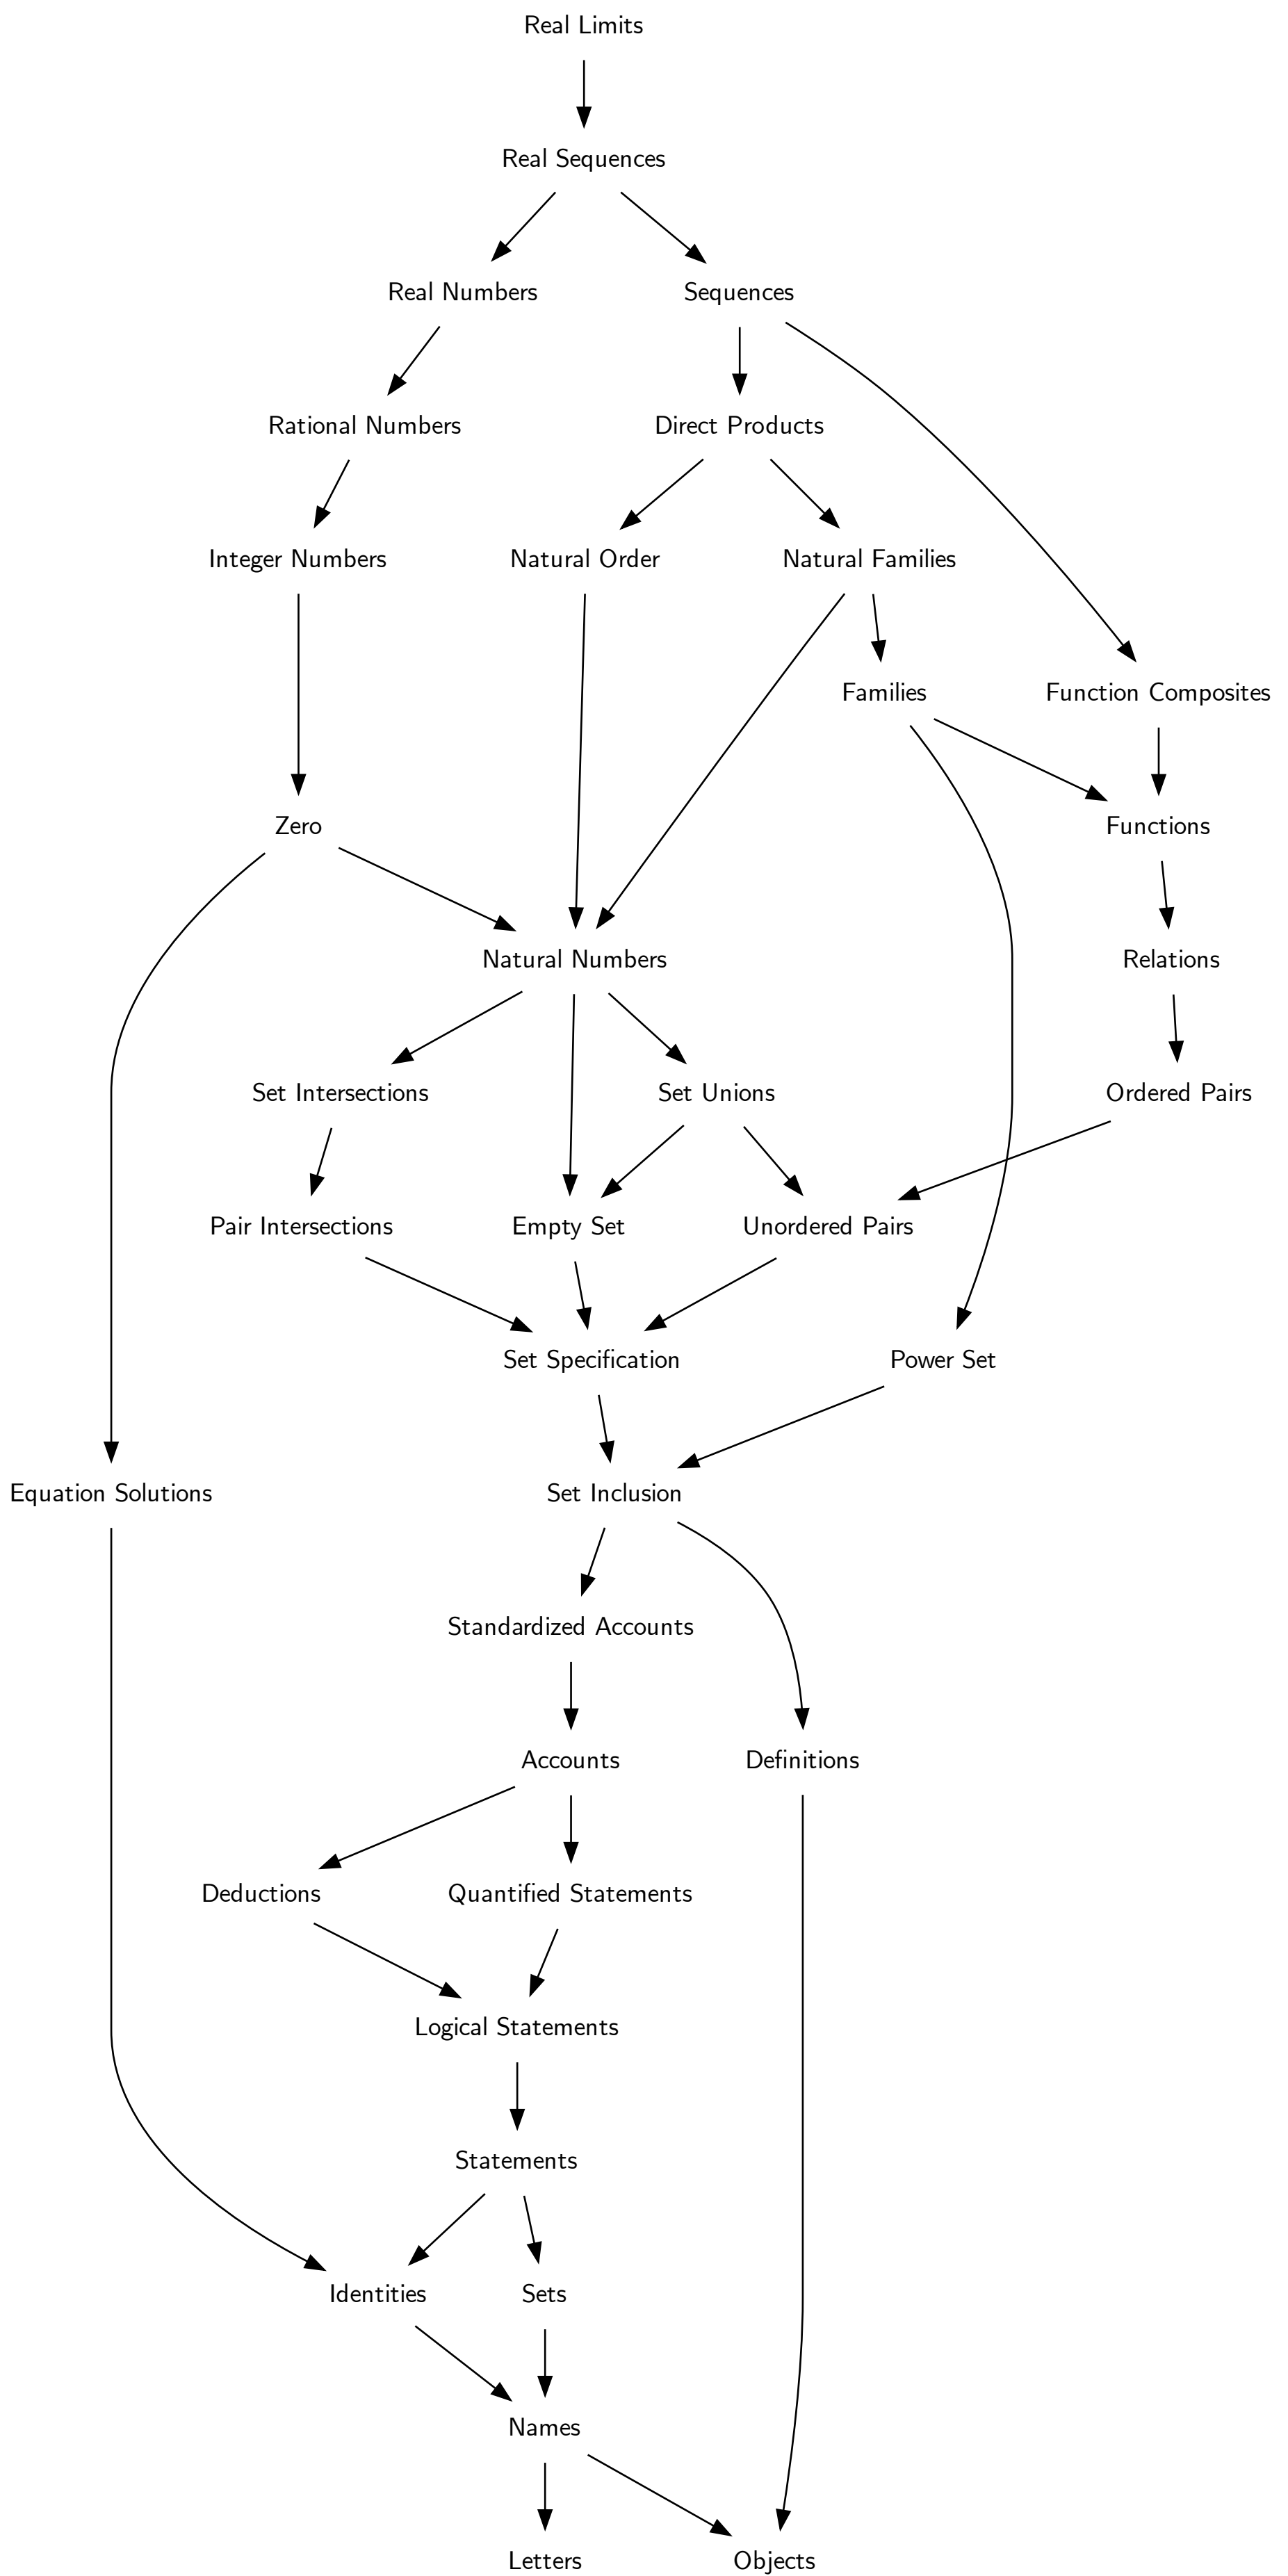 Real Limits
Real Sequences
Real Numbers
Sequences
Rational Numbers
Direct Products
Integer Numbers
Natural Order
Natural Families
Families
Function Composites
Zero
Functions
Natural Numbers
Relations
Set Intersections
Set Unions
Ordered Pairs
Pair Intersections
Empty Set
Unordered Pairs
Set Specification
Power Set
Equation Solutions
Set Inclusion
Standardized Accounts
Accounts
Definitions
Deductions
Quantified Statements
Logical Statements
Statements
Identities
Sets
Names
Letters
Objects